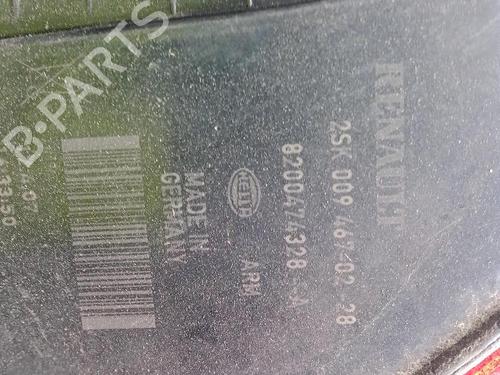 RENAULT
2SK 009 467-02 28
8200474328 -A
HELLA
ARM
MADE IN
GERMANY
B-PARTS